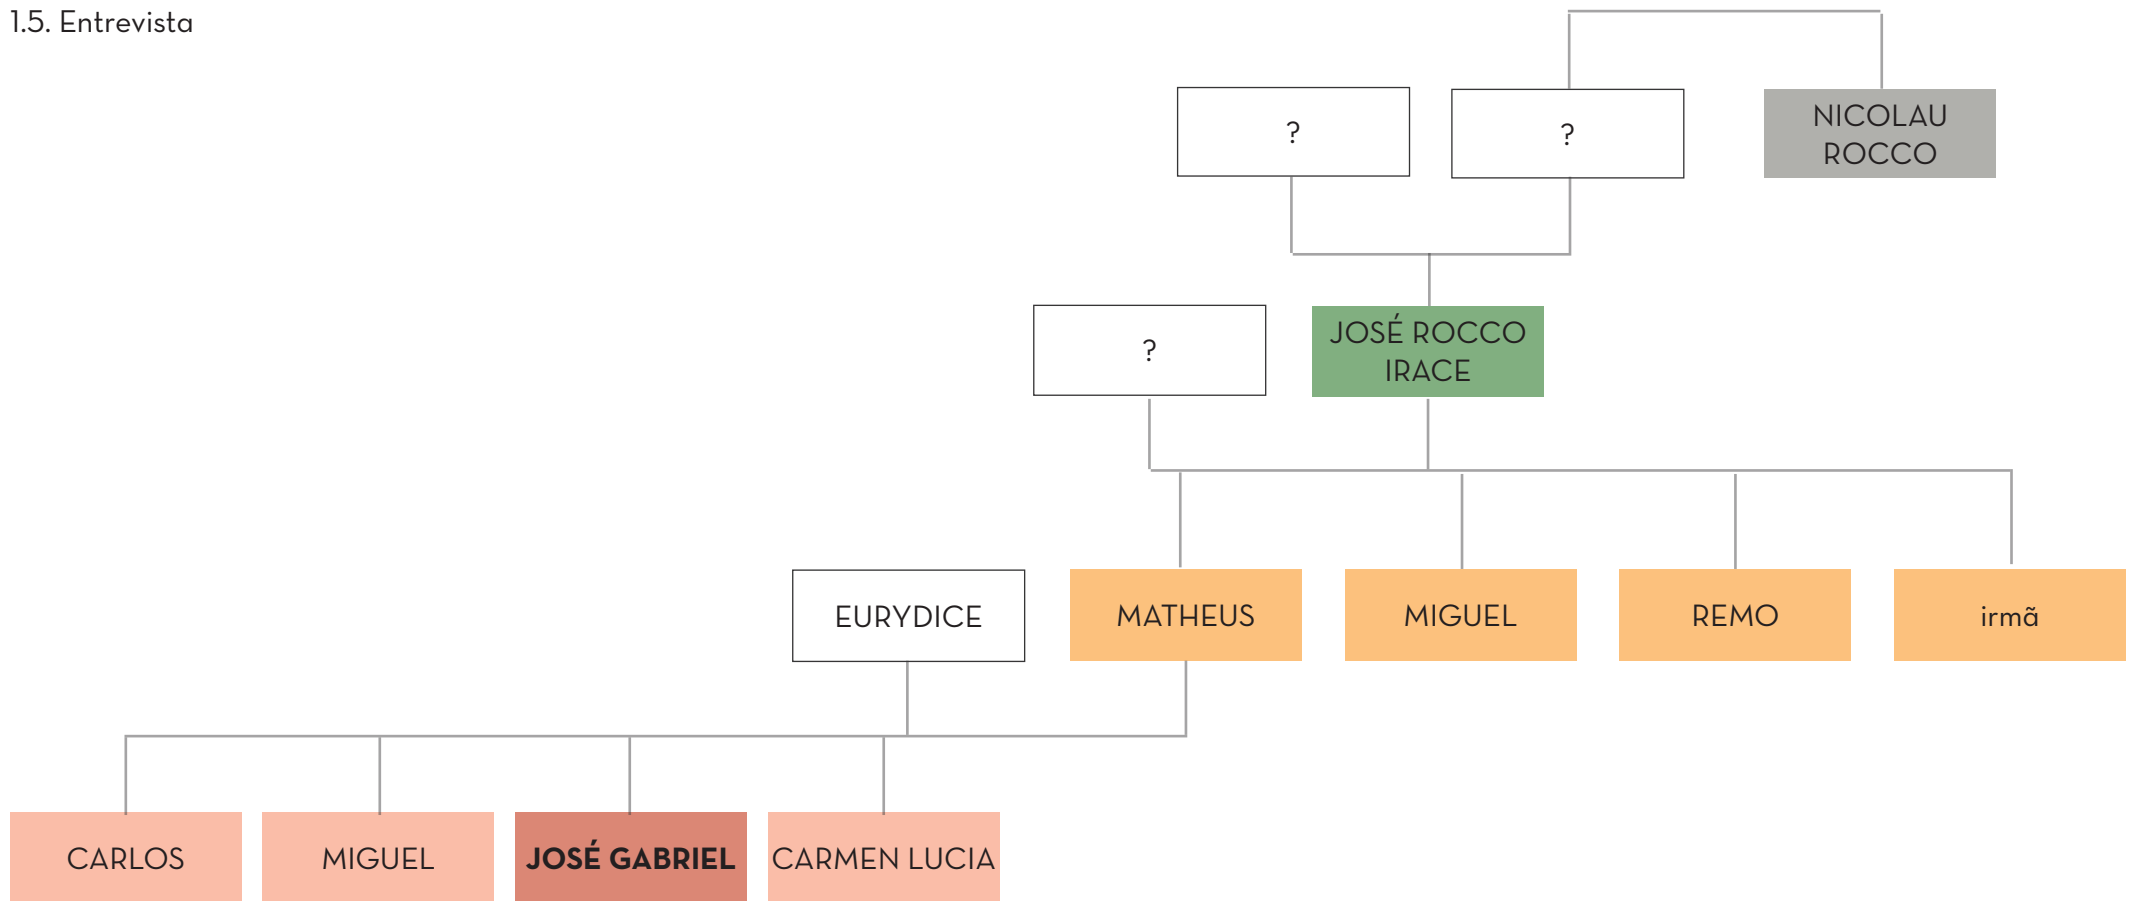 1.5. Entrevista
?
?
NICOLAU
ROCCO
?
JOSÉ ROCCO
IRACE
EURYDICE
MATHEUS
MIGUEL
REMO
irmã
CARLOS
MIGUEL
JOSÉ GABRIEL
CARMEN LUCIA